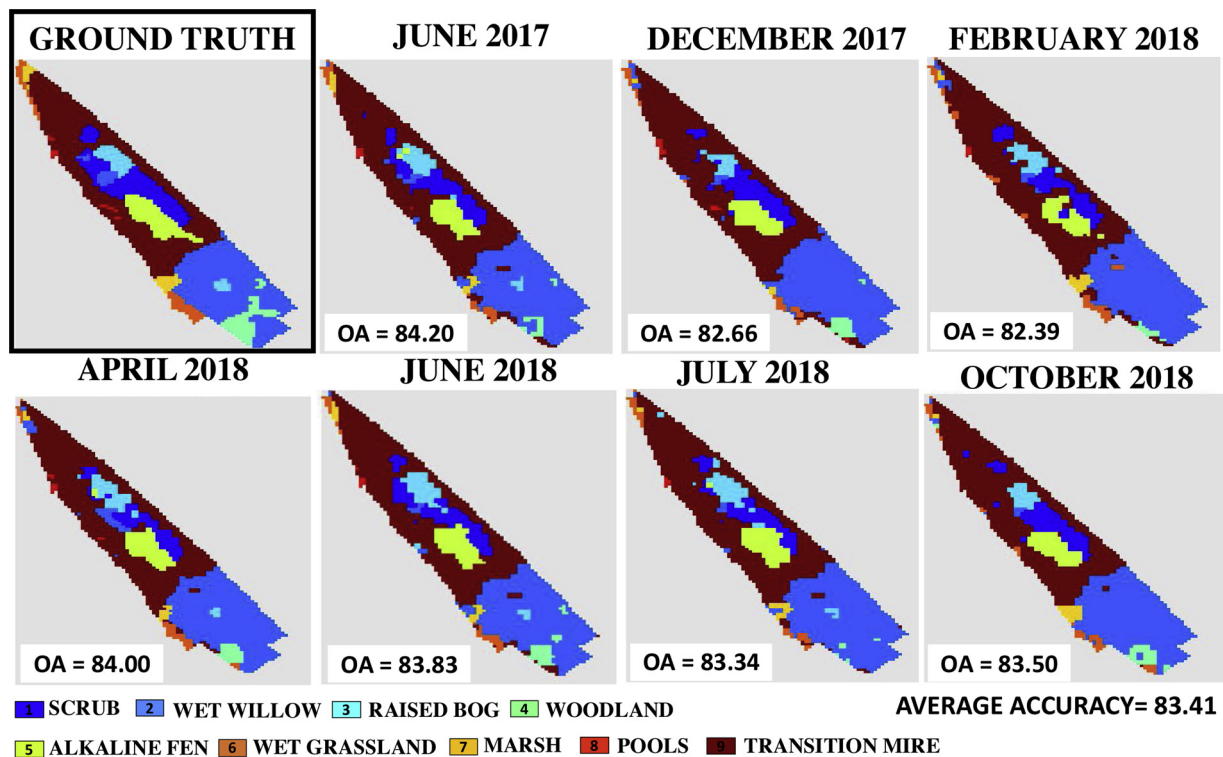 GROUND TRUTH
JUNE 2017
DECEMBER 2017
FEBRUARY 2018
OA = 84.20
OA = 82.66
OA = 82.39
APRIL 2018
JUNE 2018
JULY 2018
OCTOBER 2018
OA = 84.00
OA = 83.83
OA = 83.34
OA = 83.50
1 SCRUB 2 WET WILLOW 3 RAISED BOG 4 WOODLAND
AVERAGE ACCURACY= 83.41
5 ALKALINE FEN 6 WET GRASSLAND 7 MARSH 8 POOLS 9 TRANSITION MIRE